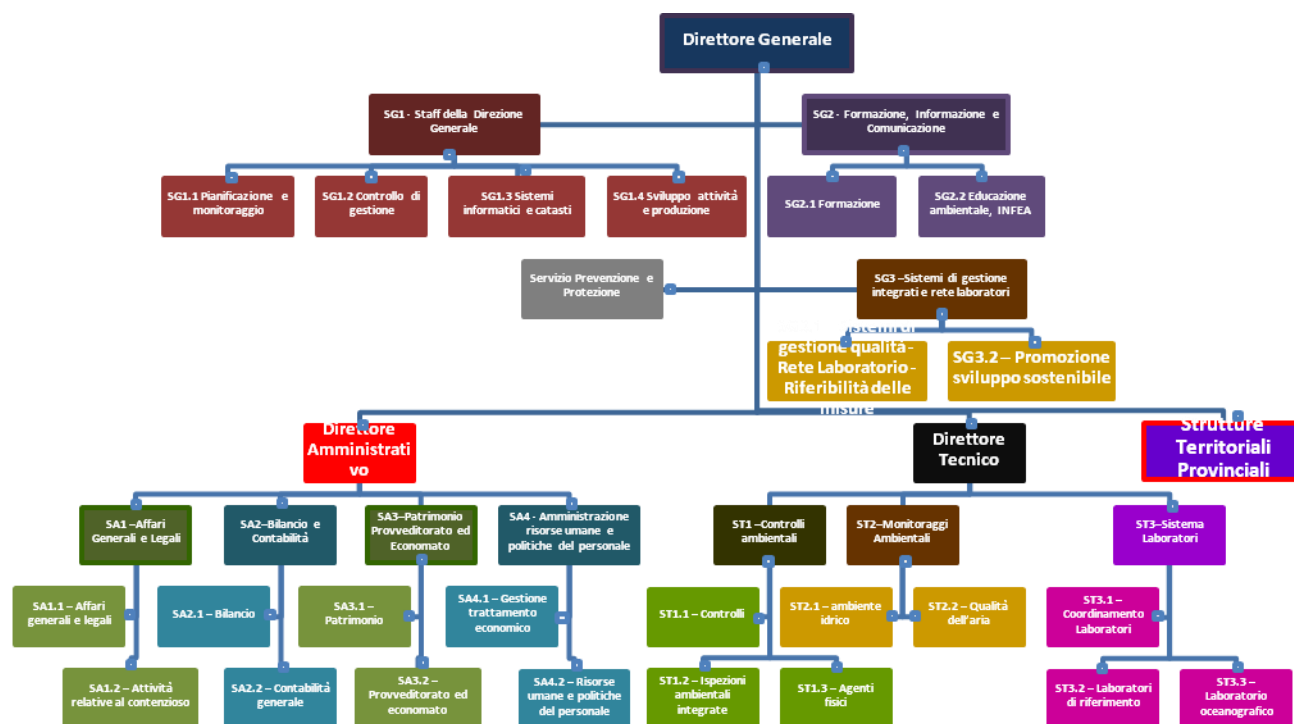 Direttore Generale
SG1 - Staff della Direzione
Generale
SG2 - Formazione, Informazione e
Comunicazione
SG1.1 Pianificazione e
monitoraggio
SG1.2 Controllo di
gestione
SG1.3 Sistemi
informatici e catasti
SG1.4 Sviluppo attività
e produzione
SG2.1 Formazione
SG2.2 Educazione
ambientale, INFEA
Servizio Prevenzione e
Protezione
SG3 –Sistemi di gestione
integrati e rete laboratori
gestione qualità -
Rete Laboratorio -
Riferibilità delle
misure
SG3.2 – Promozione
sviluppo sostenibile
Direttore
Amministrati
vo
Direttore
Tecnico
Strutture
Territoriali
Provinciali
SA1 –Affari
Generali e Legali
SA2–Bilancio e
Contabilità
SA3–Patrimonio
Provveditorato ed
Economato
SA4 - Amministrazione
risorse umane e
politiche del personale
ST1 –Controlli
ambientali
ST2–Monitoraggi
Ambientali
ST3–Sistema
Laboratori
SA1.1 – Affari
generali e legali
SA2.1 – Bilancio
SA3.1 –
Patrimonio
SA4.1 – Gestione
trattamento
economico
ST1.1 – Controlli
ST2.1 – ambiente
idrico
ST2.2 – Qualità
dell'aria
ST3.1 –
Coordinamento
Laboratori
SA1.2 – Attività
relative al contenzioso
SA2.2 – Contabilità
generale
SA3.2 –
Provveditorato ed
economato
SA4.2 – Risorse
umane e politiche
del personale
ST1.2 – Ispezioni
ambientali
integrate
ST1.3 – Agenti
fisici
ST3.2 – Laboratori
di riferimento
ST3.3 –
Laboratorio
oceanografico